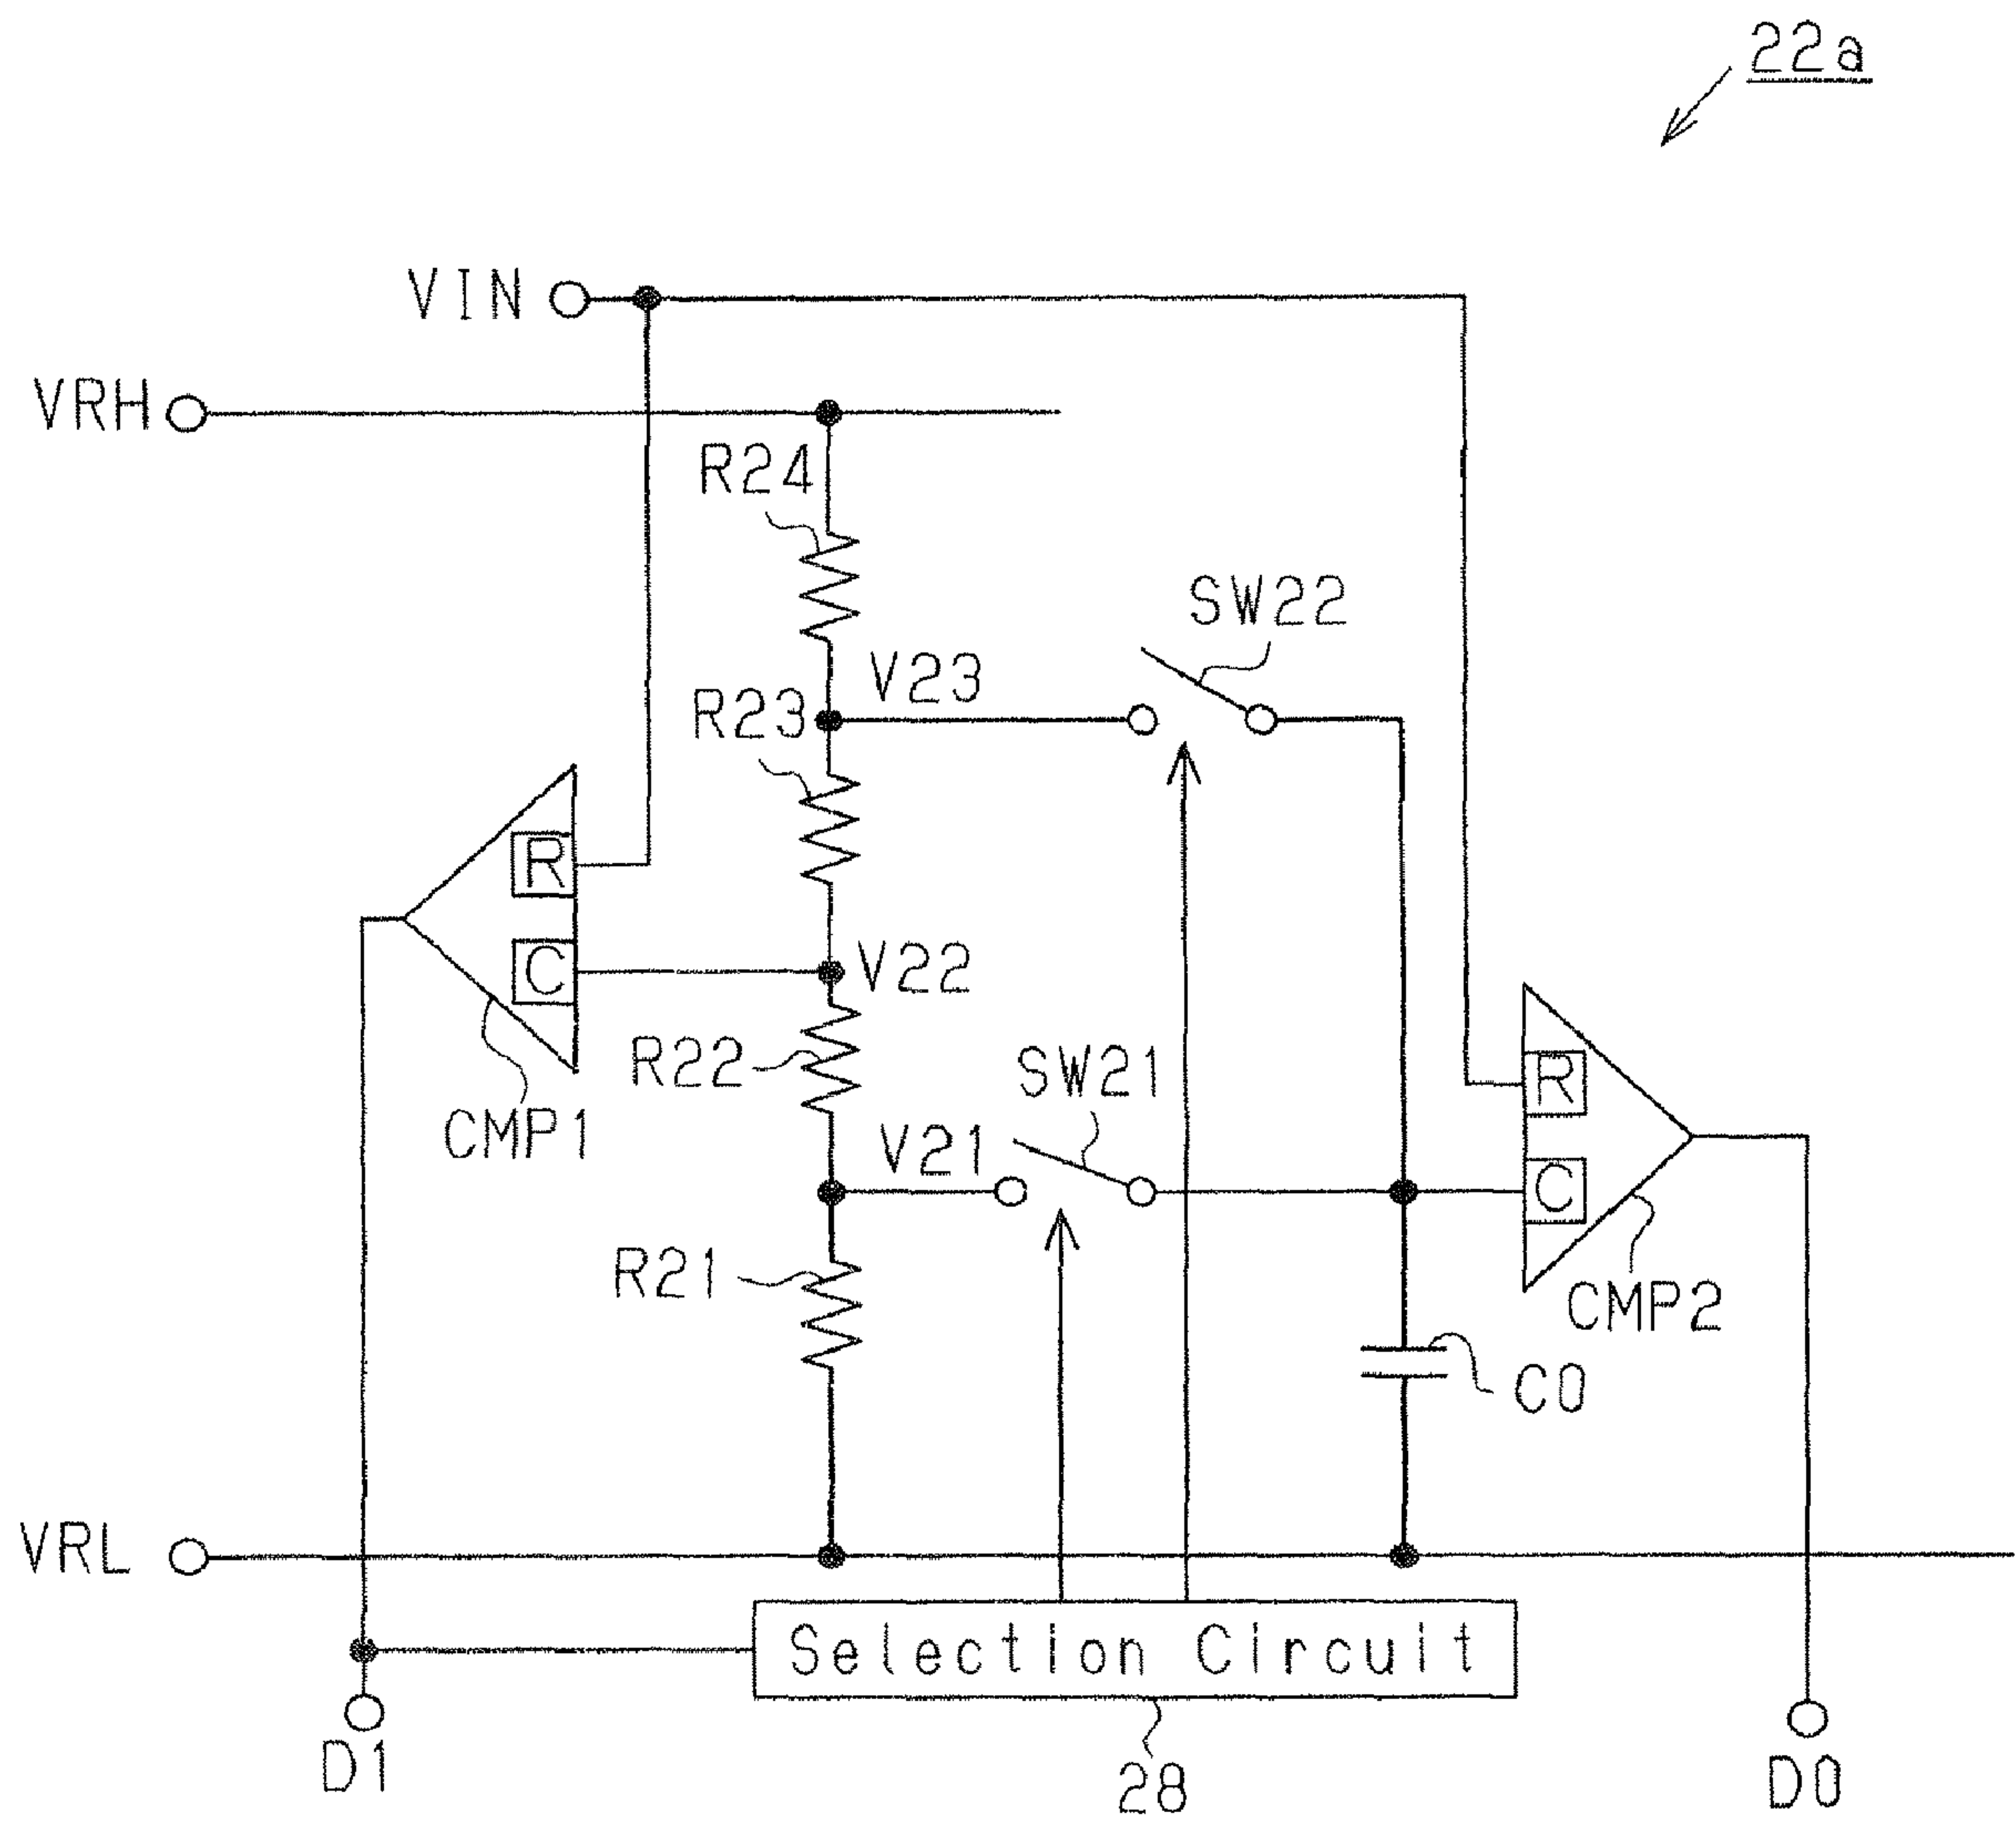 22a
VIN
VRH
R24
SW22
V23
R23
R
C
V22
R22
SW21
CMP1
V21
R
C
R21
CMP2
C0
VRL
Selection Circuit
D1
28
D0